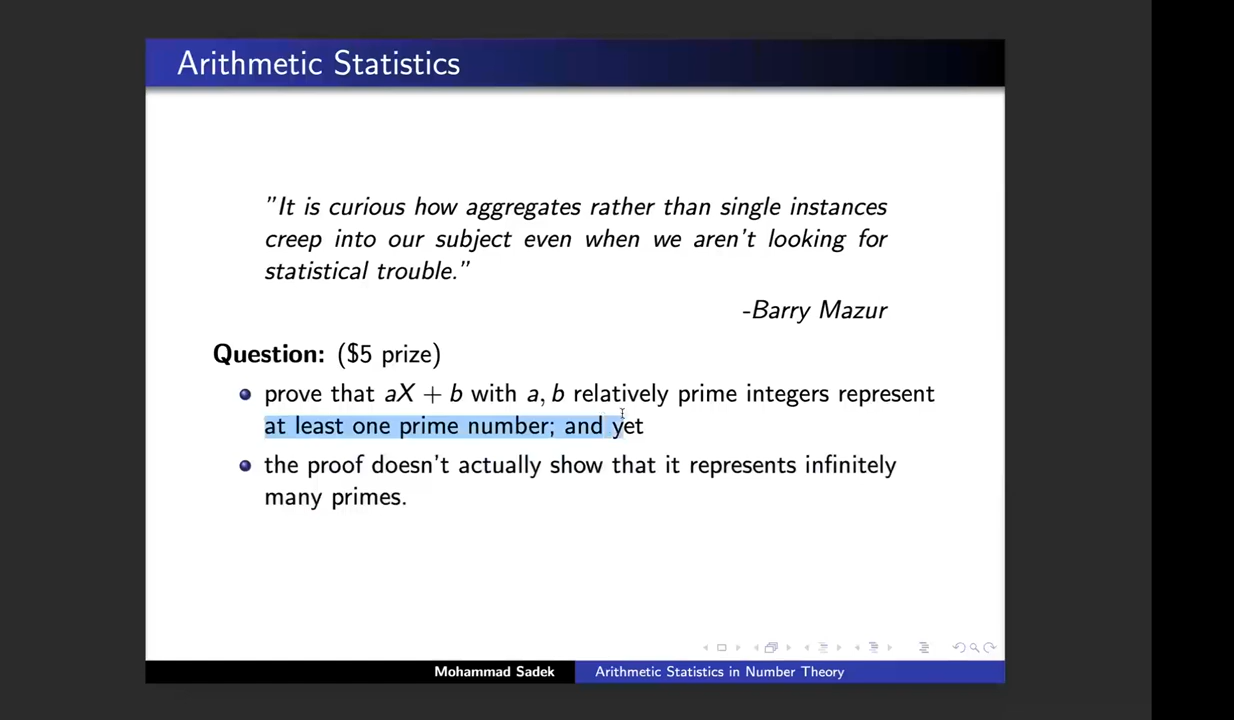 Arithmetic Statistics
"It is curious how aggregates rather than single instances
creep into our subject even when we aren't looking for
statistical trouble."
-Barry Mazur
Question: ($5 prize)
prove that aX + b with a, b relatively prime integers represent
at least one prime number; and yet
the proof doesn't actually show that it represents infinitely
many primes.
Mohammad Sadek
Arithmetic Statistics in Number Theory